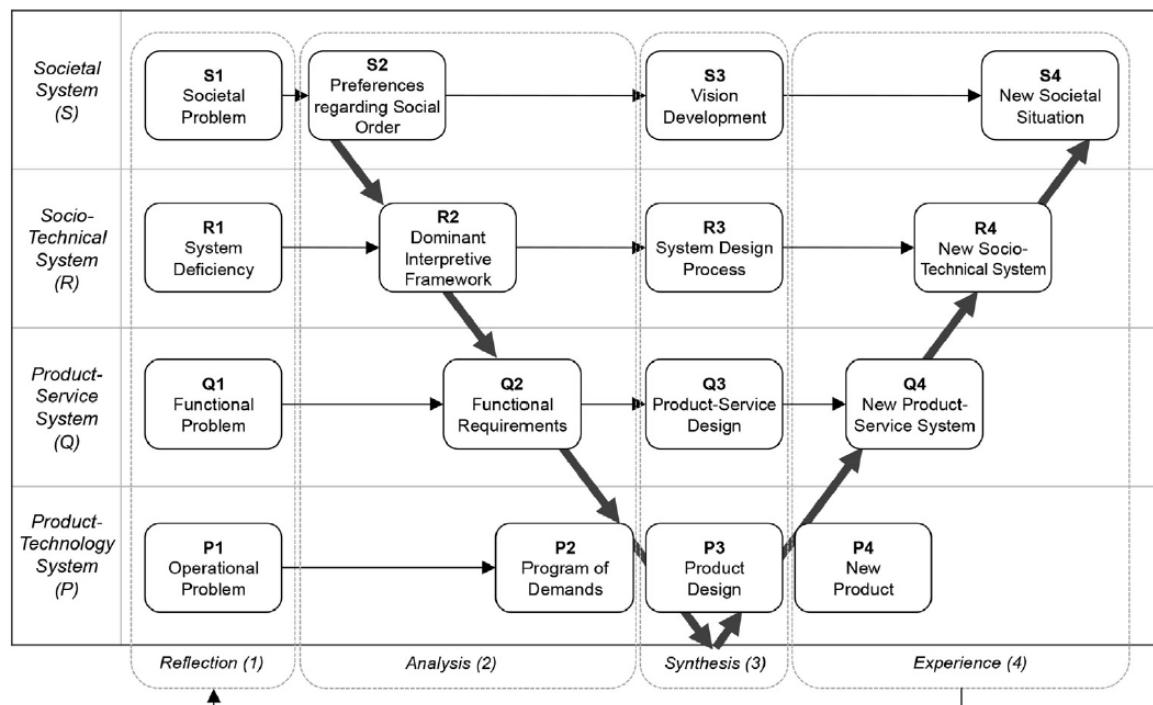 Societal
System
(S)
S1
Societal
Problem
S2
Preferences
regarding Social
Order
S3
Vision
Development
S4
New Societal
Situation
Socio-
Technical
System
(R)
R1
System
Deficiency
R2
Dominant
Interpretive
Framework
R3
System Design
Process
R4
New Socio-
Technical System
Product-
Service
System
(Q)
Q1
Functional
Problem
Q2
Functional
Requirements
Q3
Product-Service
Design
Q4
New Product-
Service System
Product-
Technology
System
(P)
P1
Operational
Problem
P2
Program of
Demands
P3
Product
Design
P4
New
Product
Reflection (1)
Analysis (2)
Synthesis (3)
Experience (4)